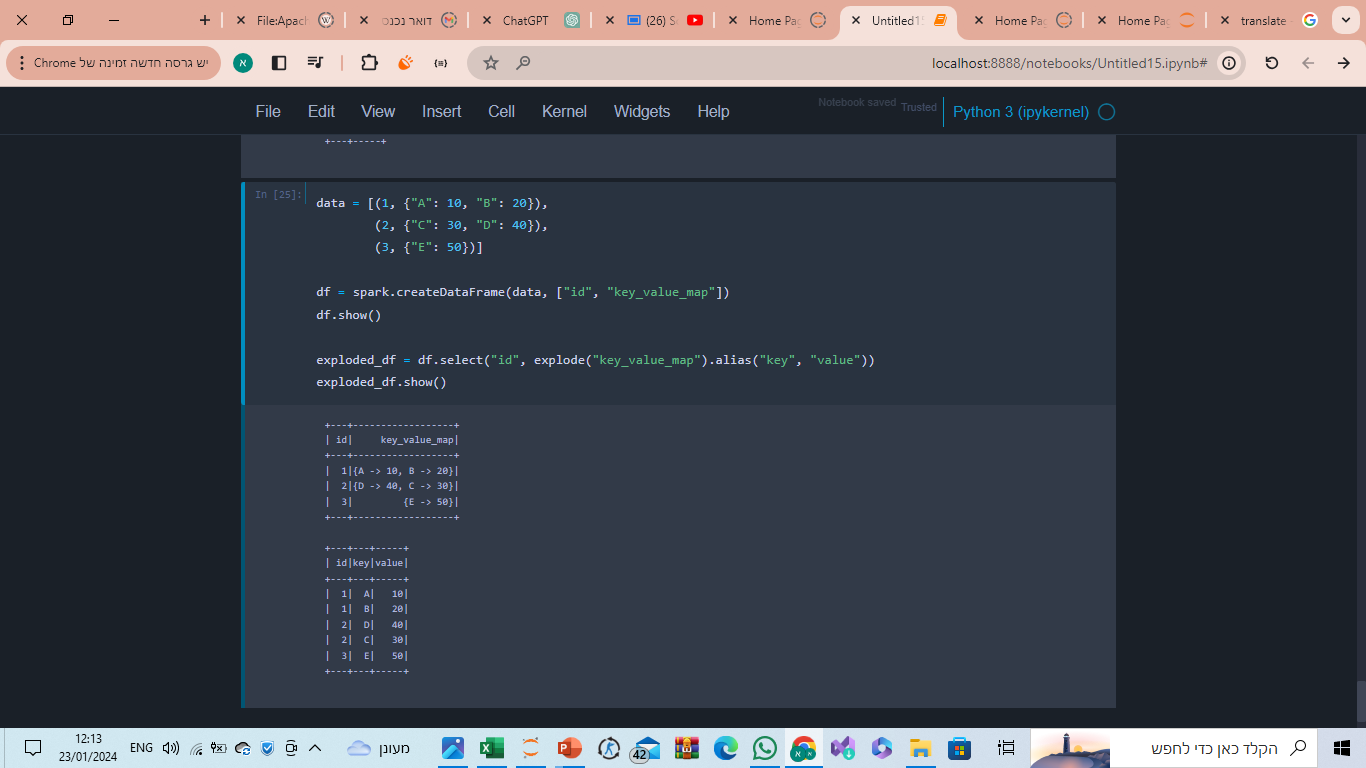 File:Apac
דואר נכנס
ChatGPT
(26) S
Home Pag
Untitled15
Home Pag
Home Pag
translate -
יש גרסה חדשה זמינה של Chrome
א
localhost:8888/notebooks/Untitled15.ipynb#
File Edit View Insert Cell Kernel Widgets Help
Notebook saved Trusted Python 3 (ipykernel)
+---+-----+
In [25]:
data = [(1, {"A": 10, "B": 20}),
        (2, {"C": 30, "D": 40}),
        (3, {"E": 50})]
df = spark.createDataFrame(data, ["id", "key_value_map"])
df.show()
exploded_df = df.select("id", explode("key_value_map").alias("key", "value"))
exploded_df.show()
+---+------------------+
| id|     key_value_map|
+---+------------------+
|  1|{A -> 10, B -> 20}|
|  2|{D -> 40, C -> 30}|
|  3|         {E -> 50}|
+---+------------------+
+---+---+-----+
| id|key|value|
+---+---+-----+
|  1|  A|   10|
|  1|  B|   20|
|  2|  D|   40|
|  2|  C|   30|
|  3|  E|   50|
+---+---+-----+
12:13
23/01/2024
ENG
מעונן
42
הקלד כאן כדי לחפש